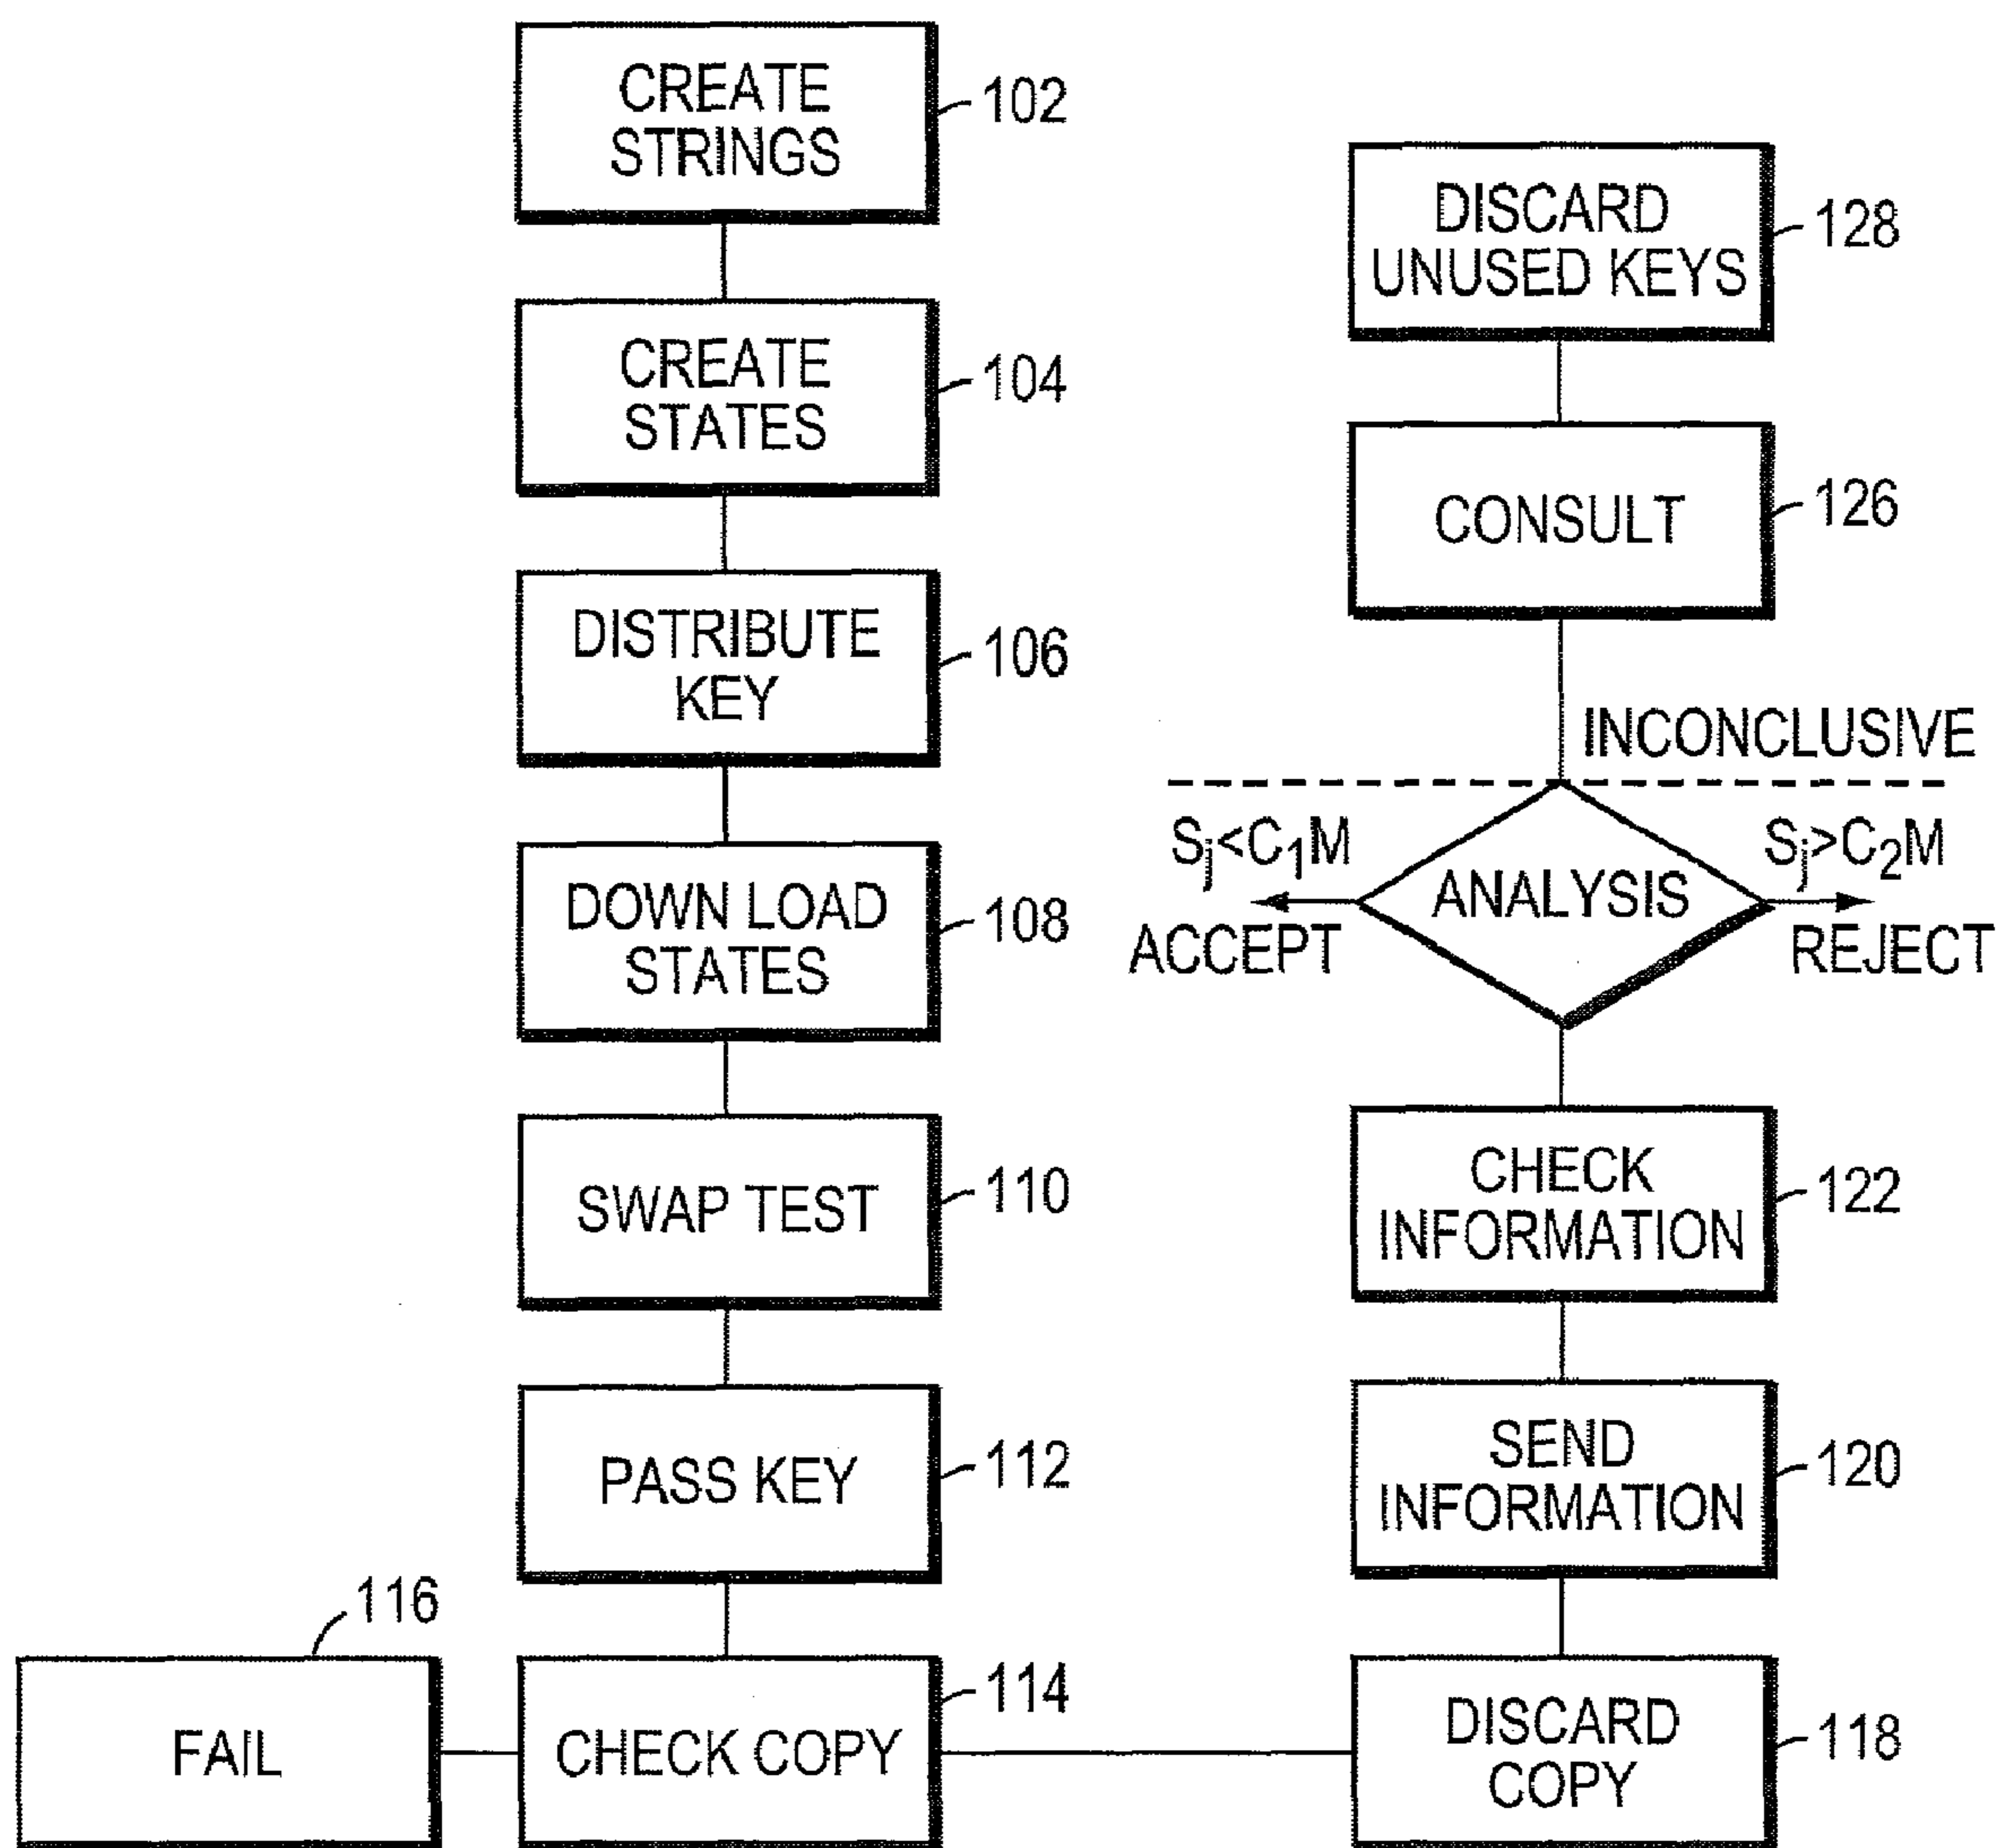 CREATE
STRINGS
102
CREATE
STATES
104
DISTRIBUTE
KEY
106
DOWN LOAD
STATES
108
SWAP TEST
110
PASS KEY
112
116
FAIL
CHECK COPY
114
DISCARD
UNUSED KEYS
128
CONSULT
126
INCONCLUSIVE
Sj<C1M
ACCEPT
ANALYSIS
Sj>C2M
REJECT
CHECK
INFORMATION
122
SEND
INFORMATION
120
DISCARD
COPY
118